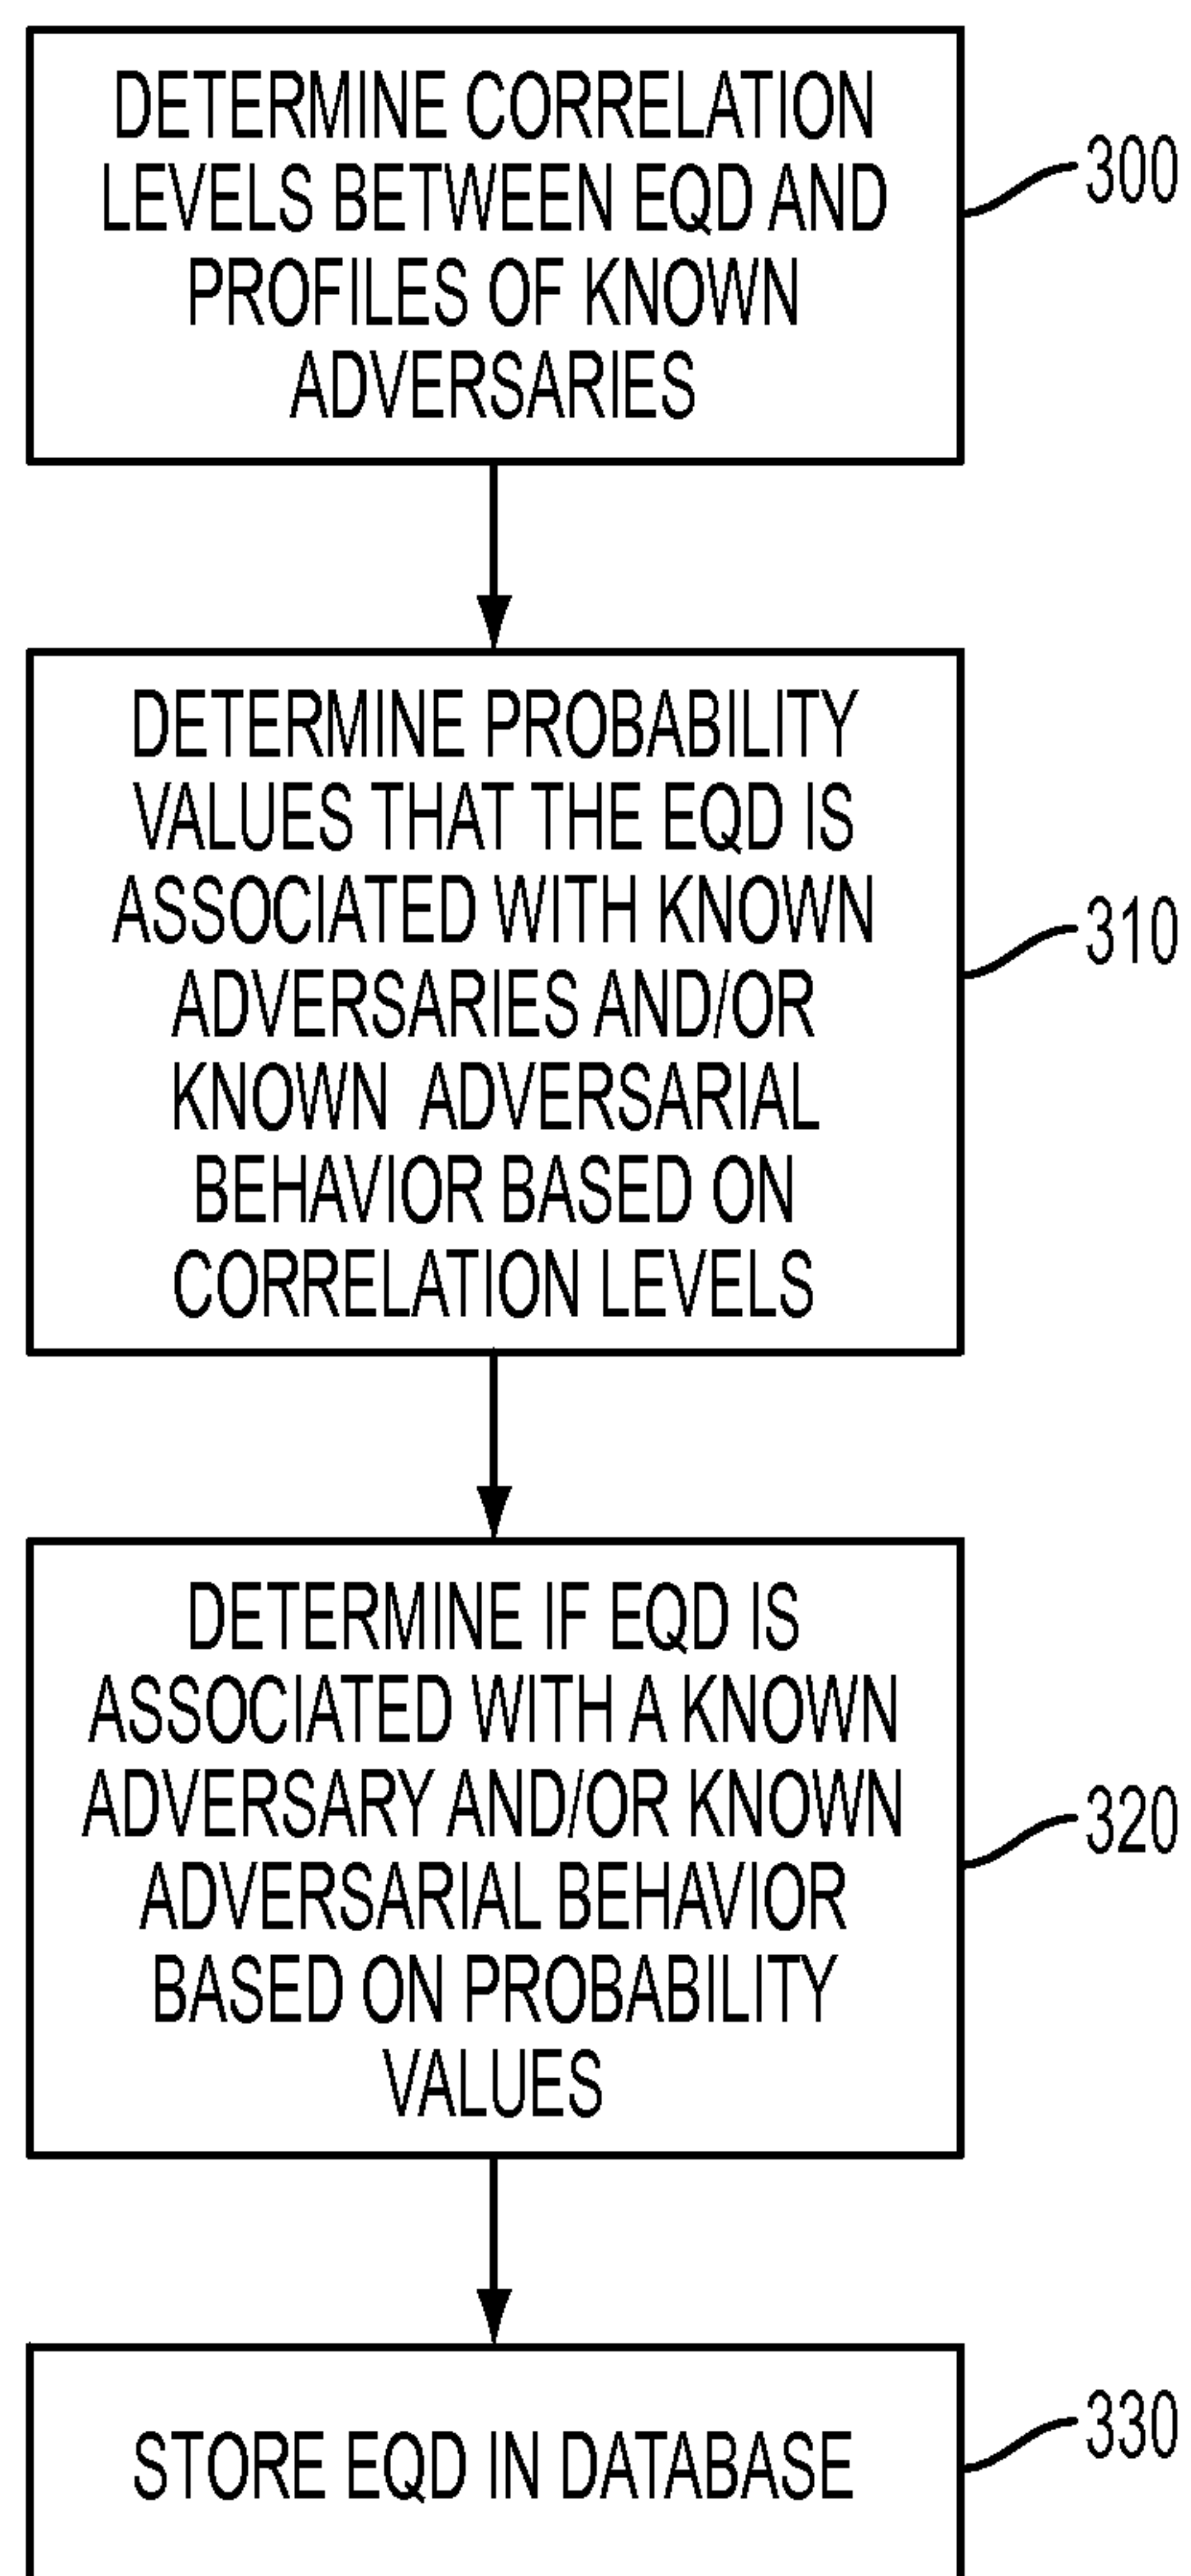 DETERMINE CORRELATION
LEVELS BETWEEN EQD AND
PROFILES OF KNOWN
ADVERSARIES
300
DETERMINE PROBABILITY
VALUES THAT THE EQD IS
ASSOCIATED WITH KNOWN
ADVERSARIES AND/OR
KNOWN ADVERSARIAL
BEHAVIOR BASED ON
CORRELATION LEVELS
310
DETERMINE IF EQD IS
ASSOCIATED WITH A KNOWN
ADVERSARY AND/OR KNOWN
ADVERSARIAL BEHAVIOR
BASED ON PROBABILITY
VALUES
320
STORE EQD IN DATABASE
330